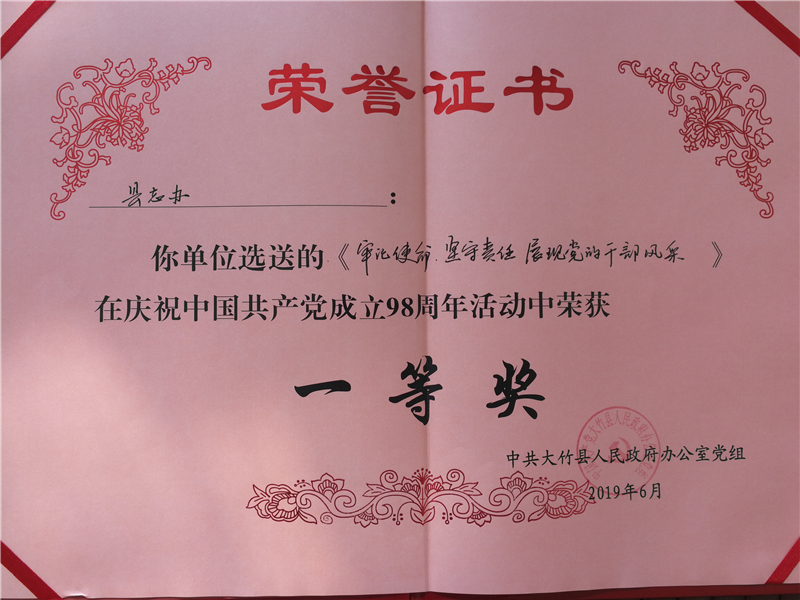 荣誉证书
县志办：
你单位选送的《牢记使命、坚守责任 展现党的干部风采》
在庆祝中国共产党成立98周年活动中荣获
一等奖
中共大竹县人民政府办公室党组
2019年6月